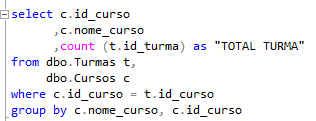 select c.id_curso
,c.nome_curso
,count (t.id_turma) as "TOTAL TURMA"
from dbo.Turmas t,
dbo.Cursos c
where c.id_curso = t.id_curso
group by c.nome_curso, c.id_curso